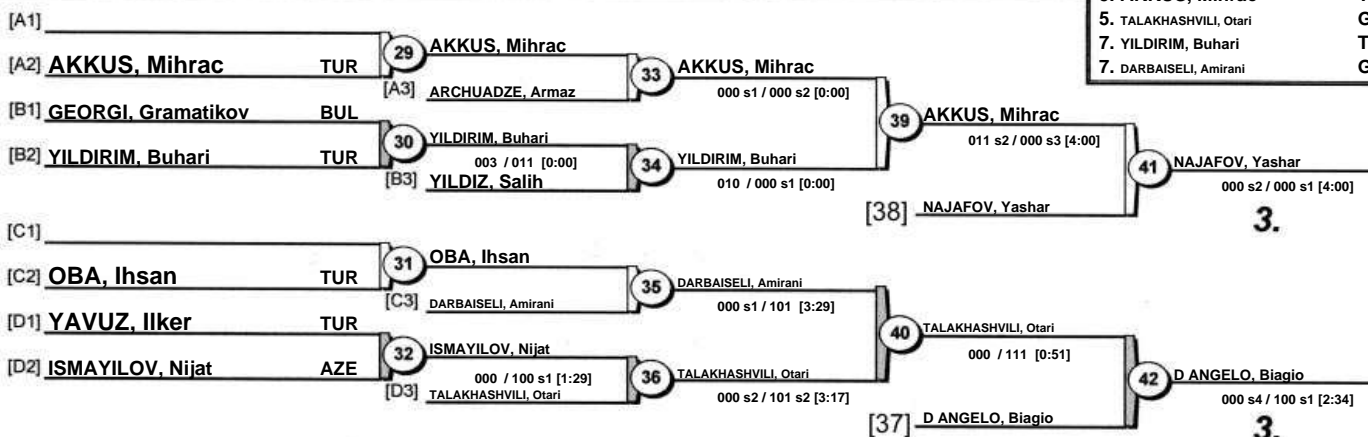 5. TALAKHASHVILI, Otari G
7. YILDIRIM, Buhari T
7. DARBAISELI, Amirani G
[A1]
[A2] AKKUS, Mihrac TUR
29
AKKUS, Mihrac
[A3] ARCHUADZE, Armaz
33
AKKUS, Mihrac
000 s1 / 000 s2 [0:00]
[B1] GEORGI, Gramatikov BUL
[B2] YILDIRIM, Buhari TUR
30
YILDIRIM, Buhari
003 / 011 [0:00]
[B3] YILDIZ, Salih
34
YILDIRIM, Buhari
010 / 000 s1 [0:00]
39
AKKUS, Mihrac
011 s2 / 000 s3 [4:00]
[38] NAJAFOV, Yashar
41
NAJAFOV, Yashar
000 s2 / 000 s1 [4:00]
3.
[C1]
[C2] OBA, Ihsan TUR
31
OBA, Ihsan
[C3] DARBAISELI, Amirani
35
DARBAISELI, Amirani
000 s1 / 101 [3:29]
[D1] YAVUZ, Ilker TUR
[D2] ISMAYILOV, Nijat AZE
32
ISMAYILOV, Nijat
000 / 100 s1 [1:29]
[D3] TALAKHASHVILI, Otari
36
TALAKHASHVILI, Otari
000 s2 / 101 s2 [3:17]
40
TALAKHASHVILI, Otari
000 / 111 [0:51]
[37] D ANGELO, Biagio
42
D ANGELO, Biagio
000 s4 / 100 s1 [2:34]
3.